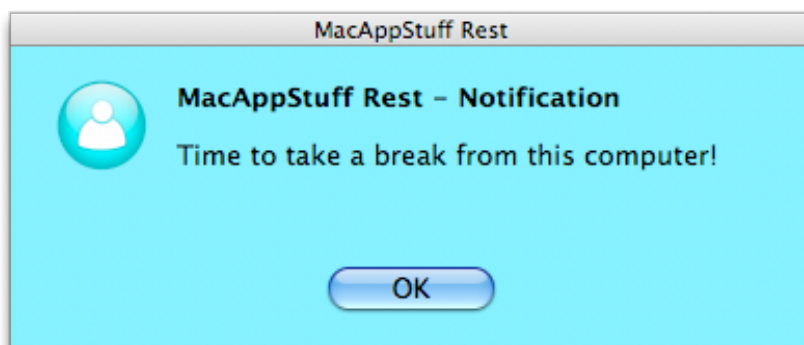 MacAppStuff Rest
MacAppStuff Rest – Notification
Time to take a break from this computer!
OK